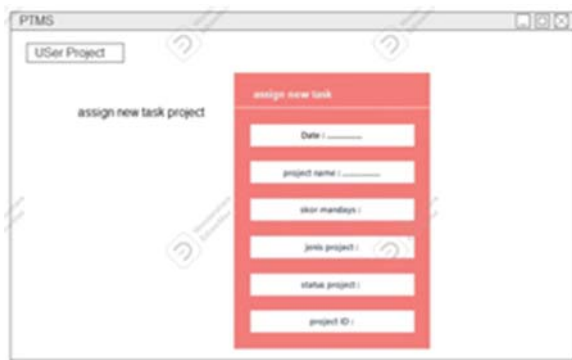 PTMS
USer Project
assign new task project
assign new task
Date : ............
project name : ............
skor mandays :
jenis project :
status project :
project ID :